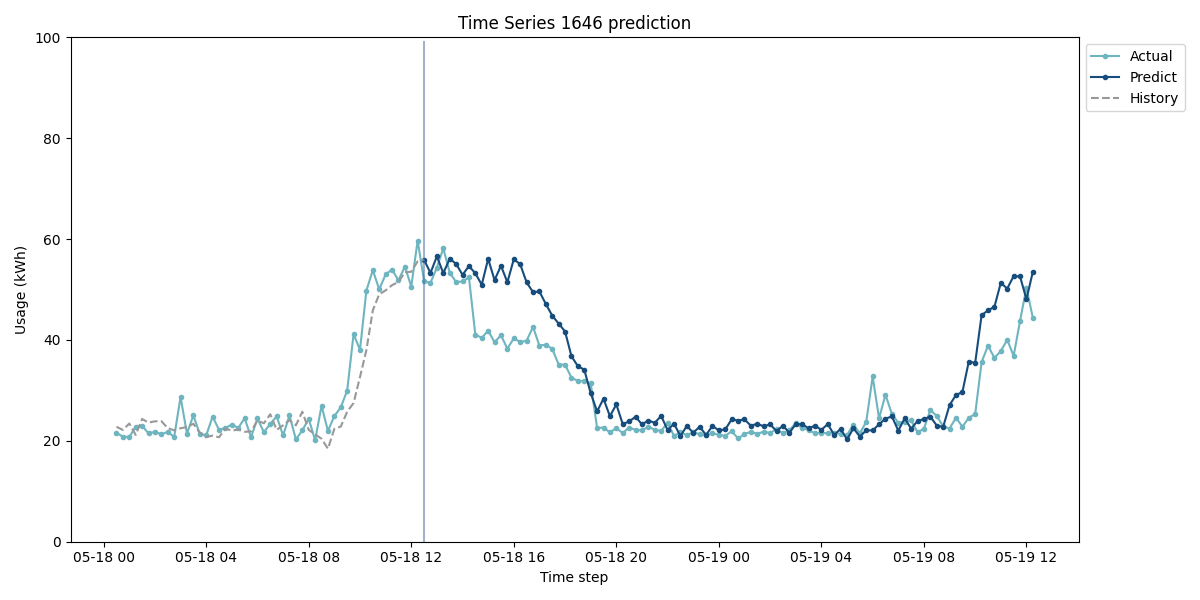 Time Series 1646 prediction
Actual
Predict
History
Usage (kWh)
100
80
60
40
20
0
05-18 00 05-18 04 05-18 08 05-18 12 05-18 16 05-18 20 05-19 00 05-19 04 05-19 08 05-19 12
Time step